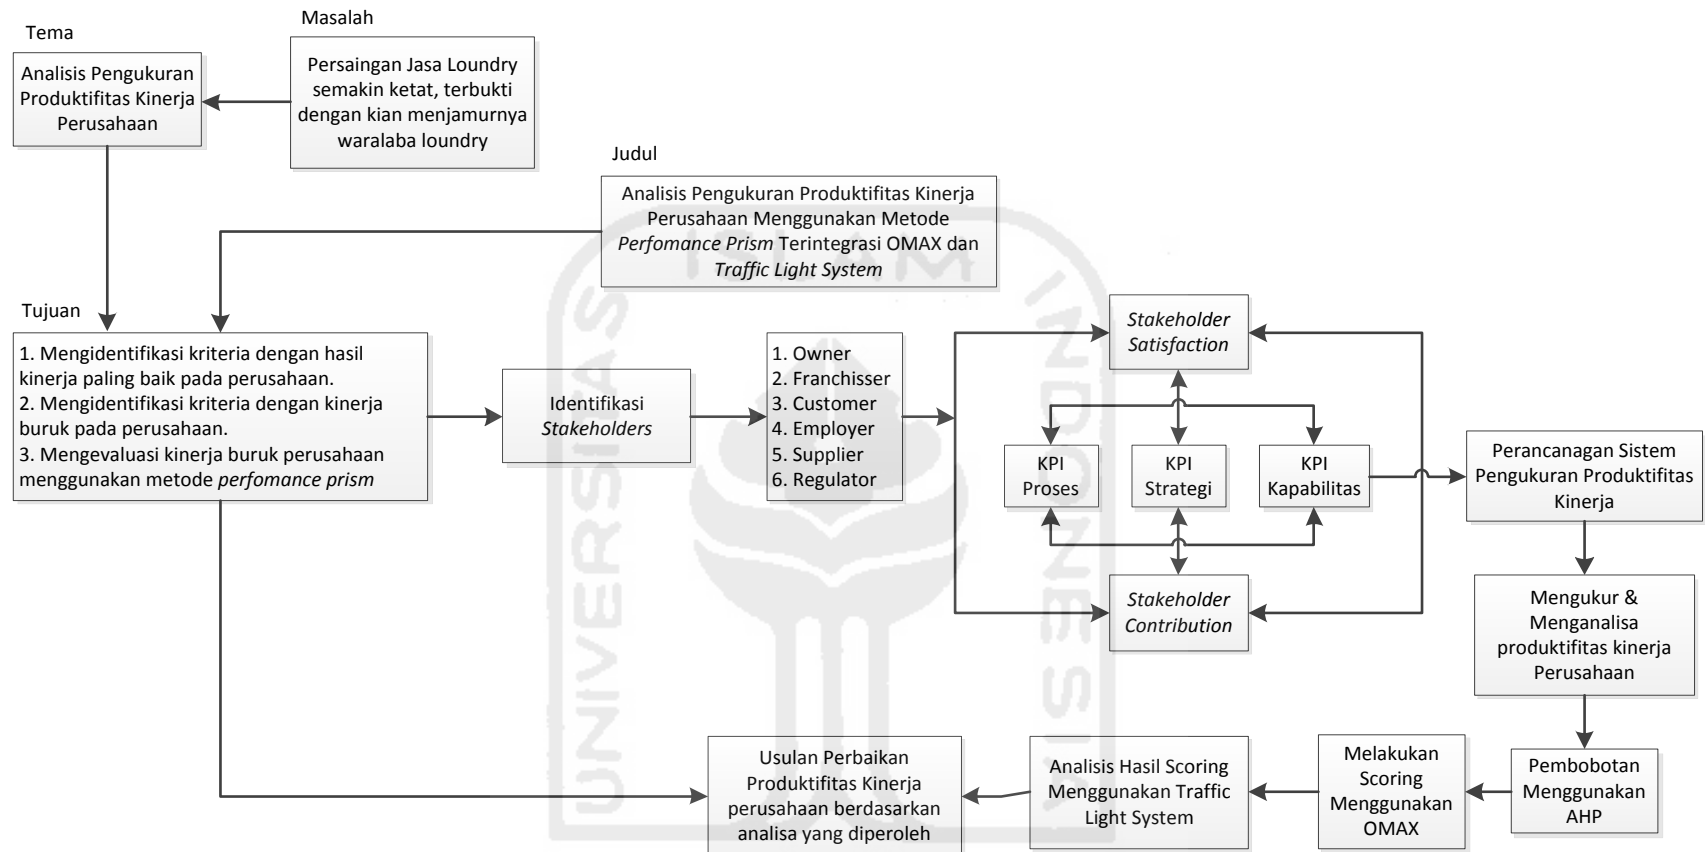 Tema
Analisis Pengukuran
Produktifitas Kinerja
Perusahaan
Masalah
Persaingan Jasa Loundry
semakin ketat, terbukti
dengan kian menjamurnya
waralaba loundry
Judul
Analisis Pengukuran Produktifitas Kinerja
Perusahaan Menggunakan Metode
Perfomance Prism Terintegrasi OMAX dan
Traffic Light System
Tujuan
1. Mengidentifikasi kriteria dengan hasil
kinerja paling baik pada perusahaan.
2. Mengidentifikasi kriteria dengan kinerja
buruk pada perusahaan.
3. Mengevaluasi kinerja buruk perusahaan
menggunakan metode perfomance prism
Identifikasi
Stakeholders
1. Owner
2. Franchisser
3. Customer
4. Employer
5. Supplier
6. Regulator
Stakeholder
Satisfaction
KPI
Proses
KPI
Strategi
KPI
Kapabilitas
Stakeholder
Contribution
Perancanagan Sistem
Pengukuran Produktifitas
Kinerja
Mengukur &
Menganalisa
produktifitas kinerja
Perusahaan
Pembobotan
Menggunakan
AHP
Melakukan
Scoring
Menggunakan
OMAX
Analisis Hasil Scoring
Menggunakan Traffic
Light System
Usulan Perbaikan
Produktifitas Kinerja
perusahaan berdasarkan
analisa yang diperoleh
UNIVERSITAS
ISLAM
INDONESIA